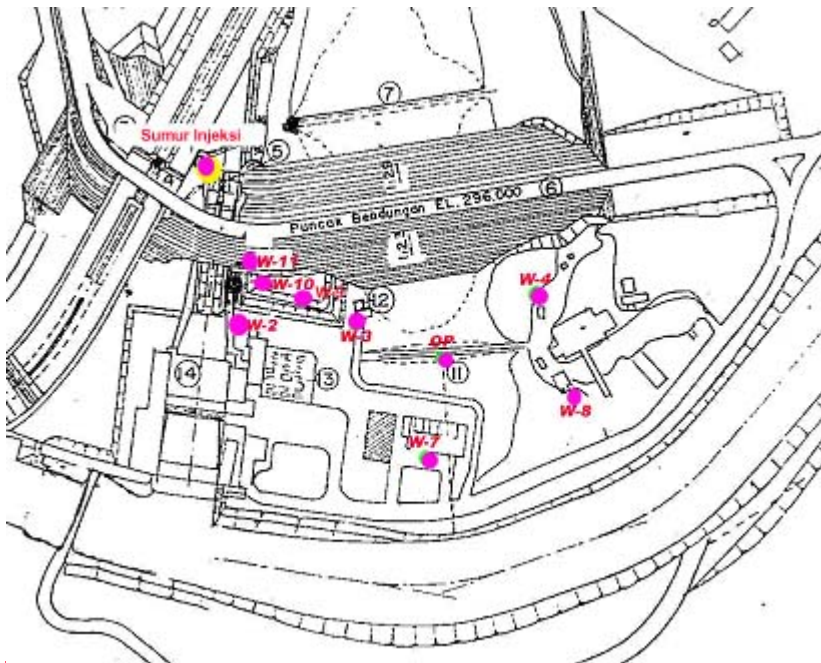 7
Sumur Injeksi
5
4
6
Puncak Bendungan EL. 296.000
W-11
W-10
W-4
12
W-2
W-3
OP
11
14
13
W-8
W-7